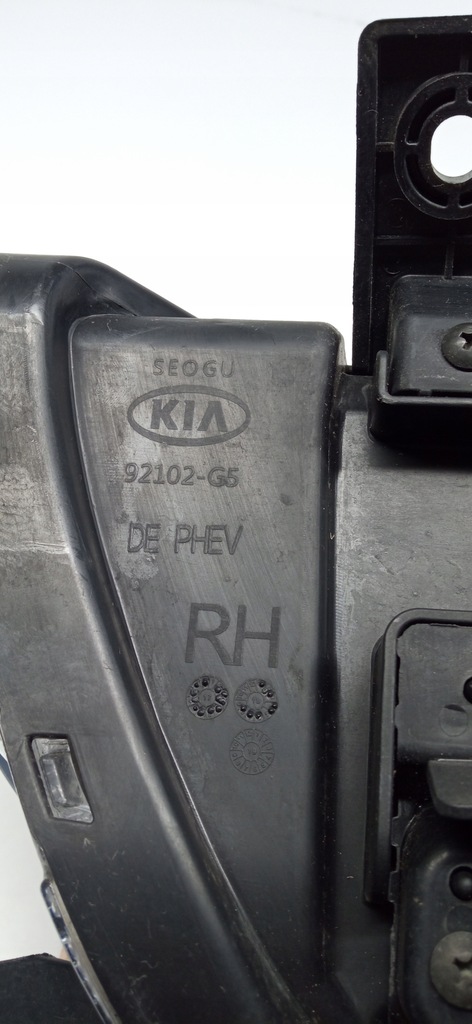 SEOGU
KIA
92102-G5
DE PHEV
RH